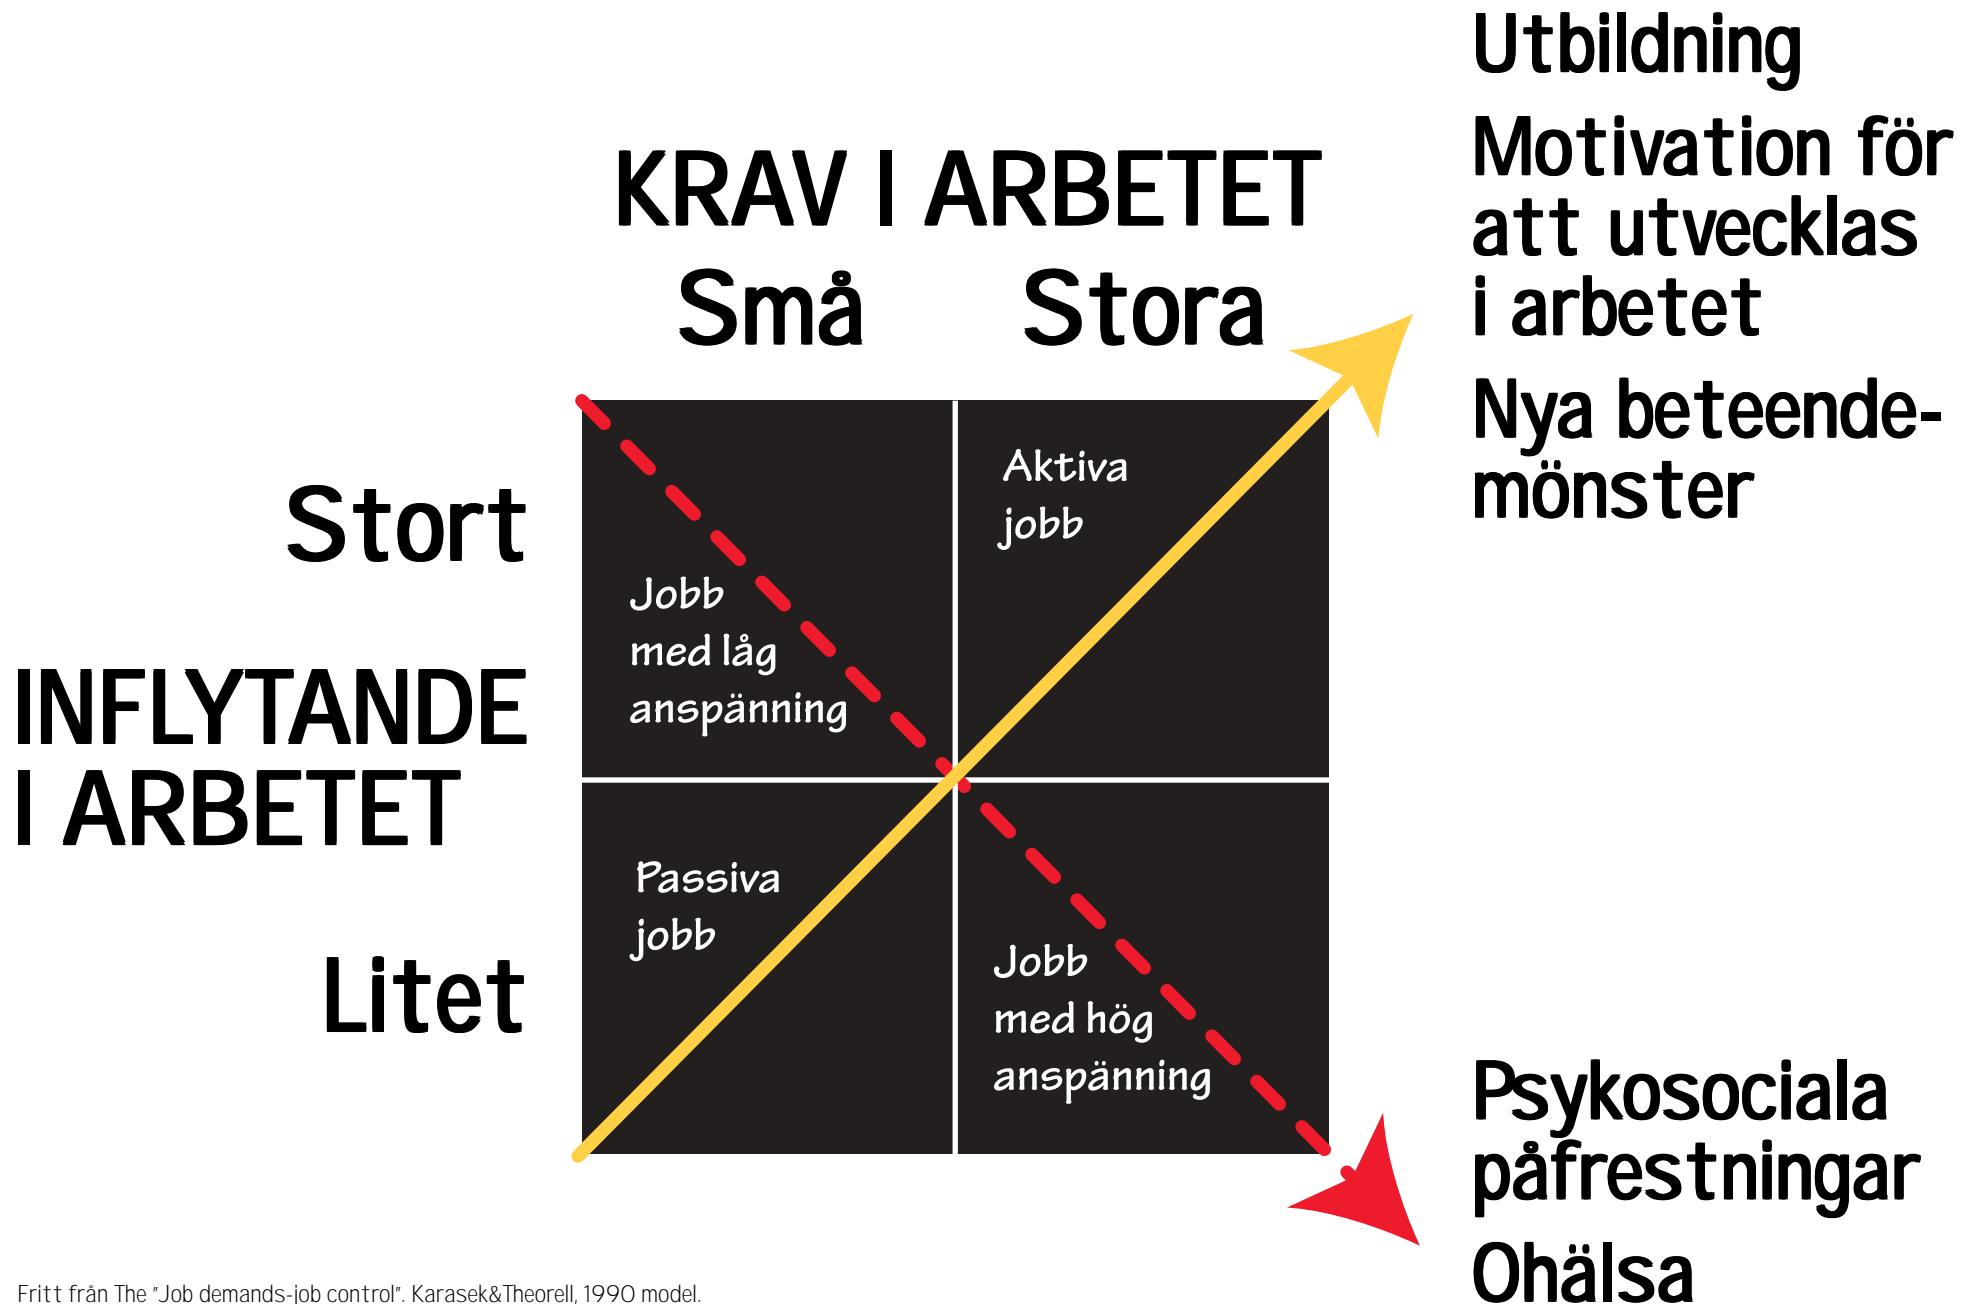 Utbildning
Motivation för
att utvecklas
i arbetet
Nya beteende-
mönster
KRAV I ARBETET
Små Stora
Stort
INFLYTANDE
I ARBETET
Litet
Aktiva
jobb
Jobb
med låg
anspänning
Passiva
jobb
Jobb
med hög
anspänning
Psykosociala
påfrestningar
Ohälsa
Fritt från The "Job demands-job control". Karasek&Theorell, 1990 model.